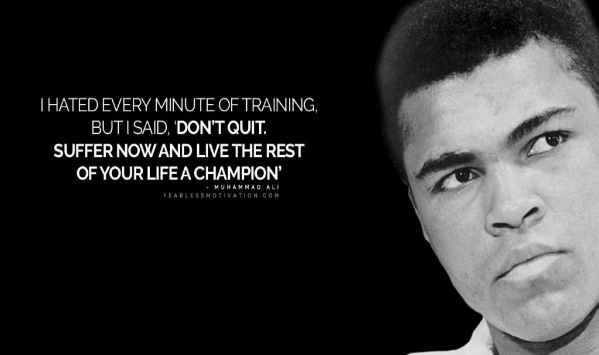 I HATED EVERY MINUTE OF TRAINING,
BUT I SAID, ‘DON'T QUIT.
SUFFER NOW AND LIVE THE REST
OF YOUR LIFE A CHAMPION’
- MUHAMMAD ALI
FEARLESSMOTIVATION.COM